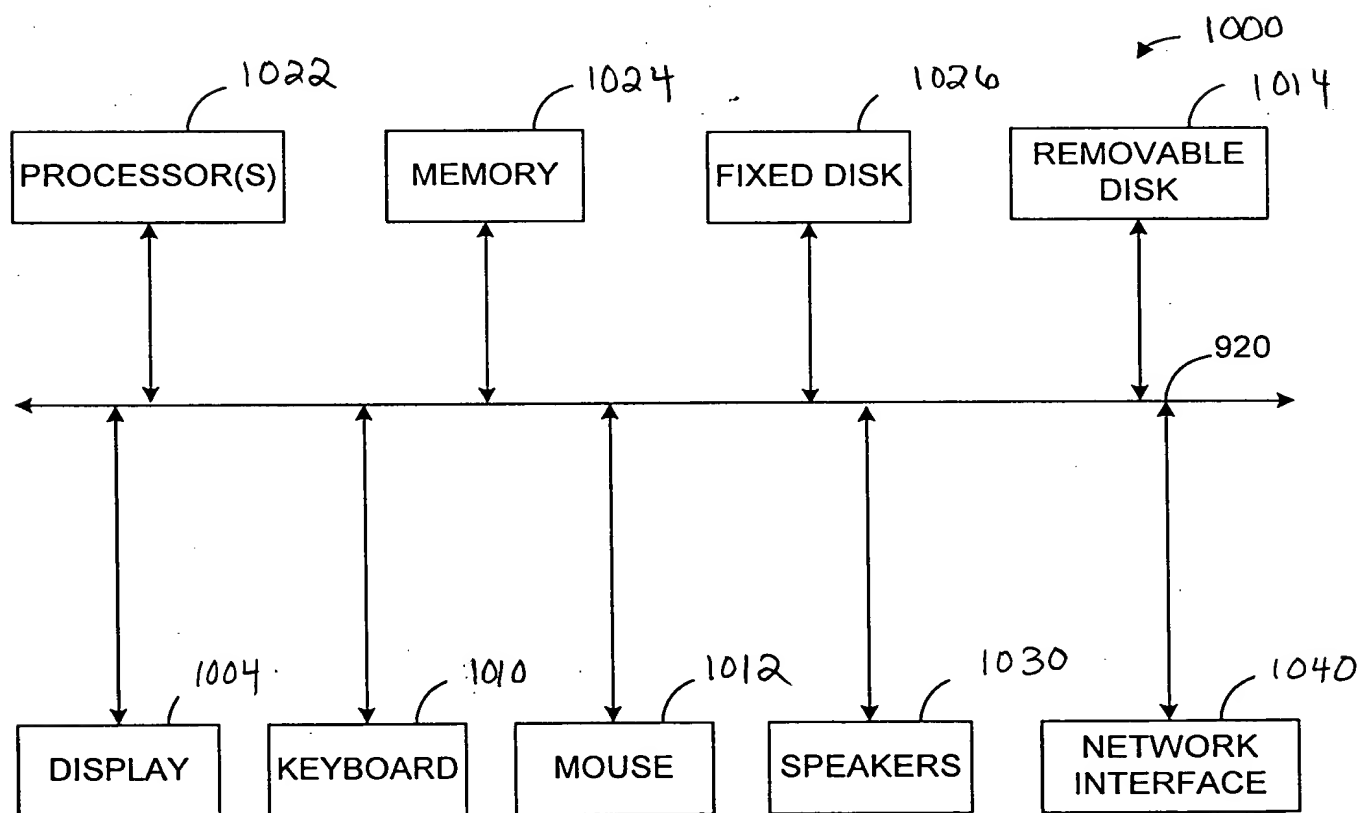 1000
1022
1024
1026
1014
PROCESSOR(S)
MEMORY
FIXED DISK
REMOVABLE
DISK
920
1004
1010
1012
1030
1040
DISPLAY
KEYBOARD
MOUSE
SPEAKERS
NETWORK
INTERFACE